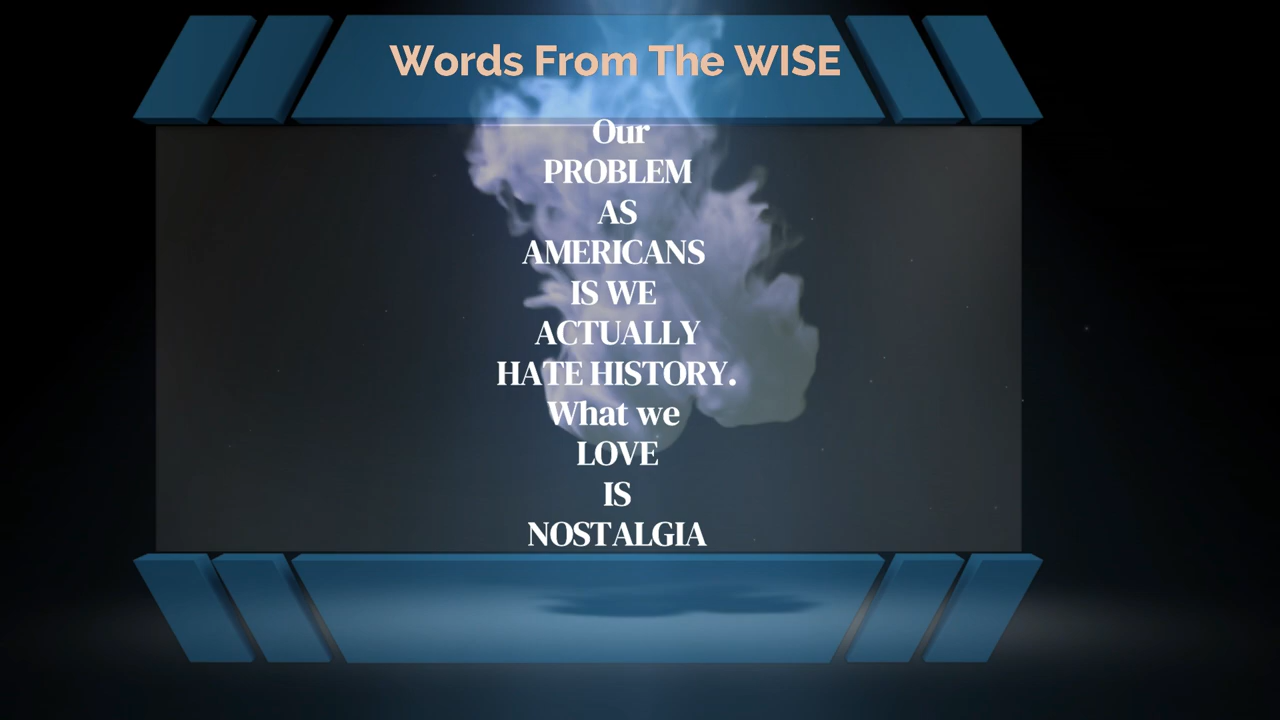 Words From The WISE
Our
PROBLEM
AS
AMERICANS
IS WE
ACTUALLY
HATE HISTORY.
What we
LOVE
IS
NOSTALGIA